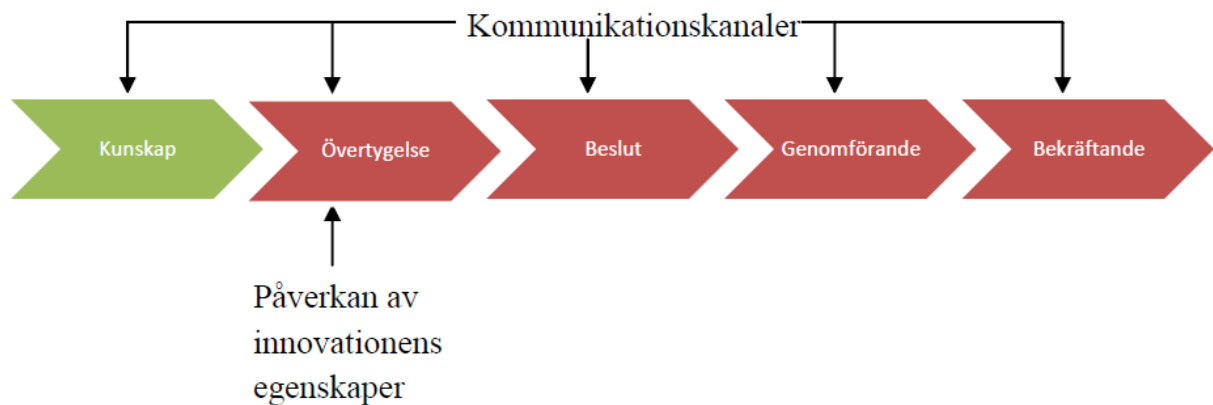 Kommunikationskanaler
Kunskap
Övertygelse
Beslut
Genomförande
Bekräftande
Påverkan av
innovationens
egenskaper